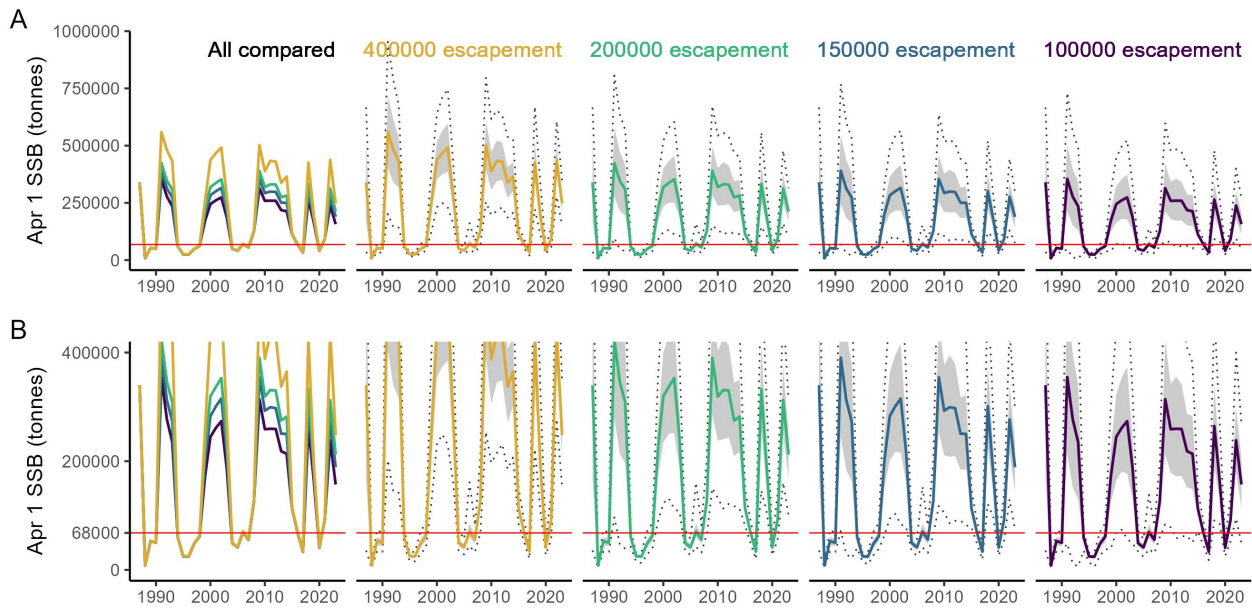 A
All compared
400000 escapement
200000 escapement
150000 escapement
100000 escapement
Apr 1 SSB (tonnes)
1000000
750000
500000
250000
0
1990 2000 2010 2020
1990 2000 2010 2020
1990 2000 2010 2020
1990 2000 2010 2020
1990 2000 2010 2020
B
Apr 1 SSB (tonnes)
400000
200000
68000
0
1990 2000 2010 2020
1990 2000 2010 2020
1990 2000 2010 2020
1990 2000 2010 2020
1990 2000 2010 2020